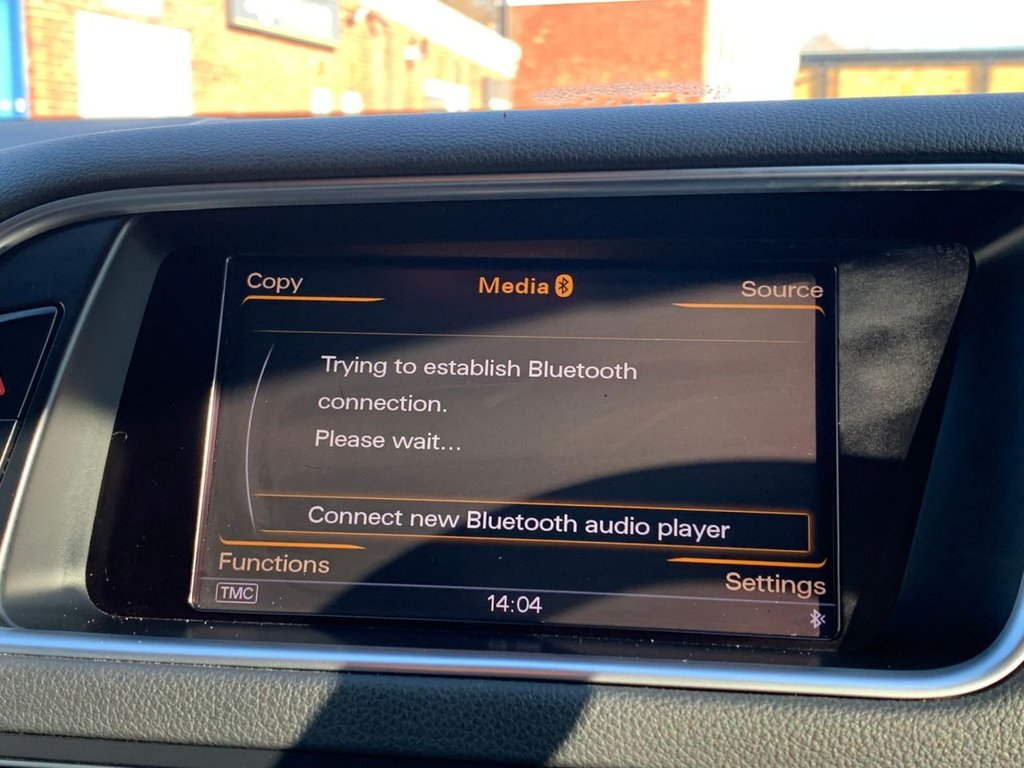 Copy
Media
Source
Trying to establish Bluetooth
connection.
Please wait...
Connect new Bluetooth audio player
Functions
Settings
TMC
14:04